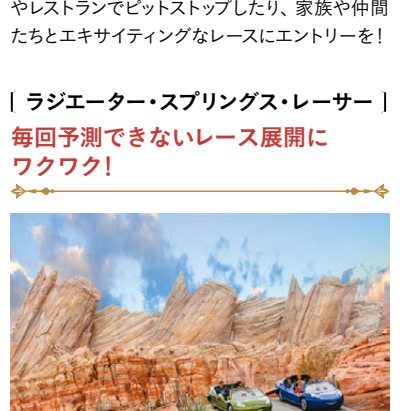 やレストランでピットストップしたり、家族や仲間
たちとエキサイティングなレースにエントリーを！
［ ラジエーター・スプリングス・レーサー ］
毎回予測できないレース展開に
ワクワク！